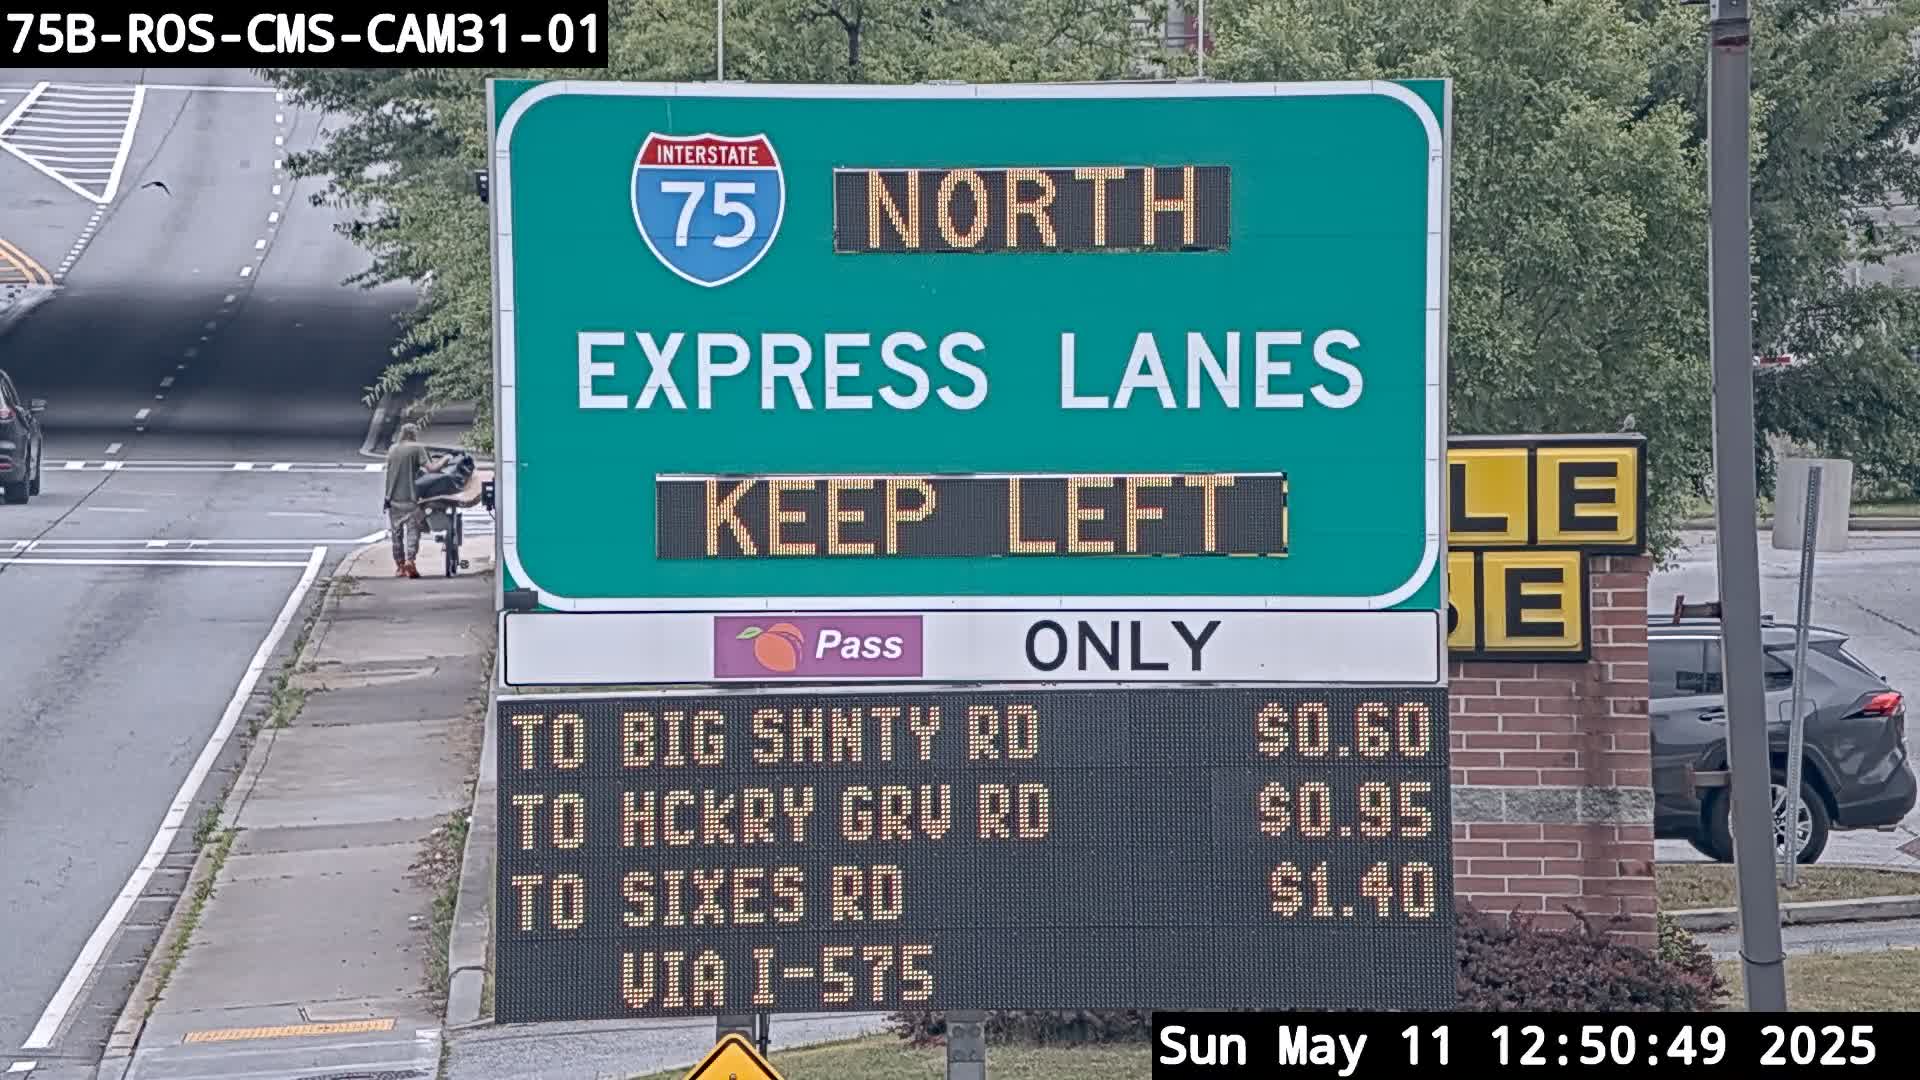 75B-ROS-CMS-CAM31-01
INTERSTATE
75
NORTH
EXPRESS LANES
KEEP LEFT
Pass ONLY
TO BIG SHNTY RD $0.60
TO HCKRY GRV RD $0.95
TO SIXES RD $1.40
VIA I-575
LE
E
Sun May 11 12:50:49 2025